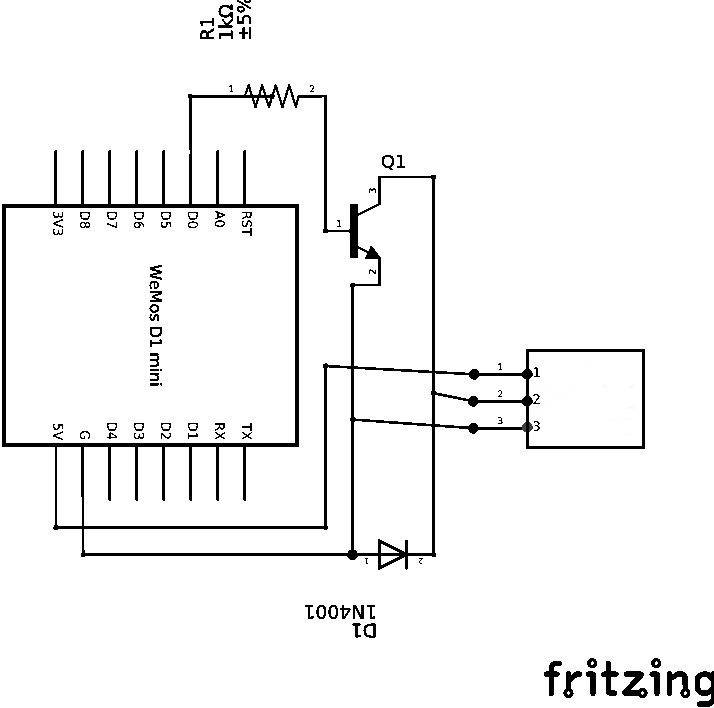 R1
1kΩ
±5%
1
2
Q1
3
1
2
3V3
D8
D7
D6
D5
D0
A0
RST
WeMos D1 mini
5V
G
D4
D3
D2
D1
RX
TX
1
1
2
2
3
3
1
2
D1
1N4001
fritzing